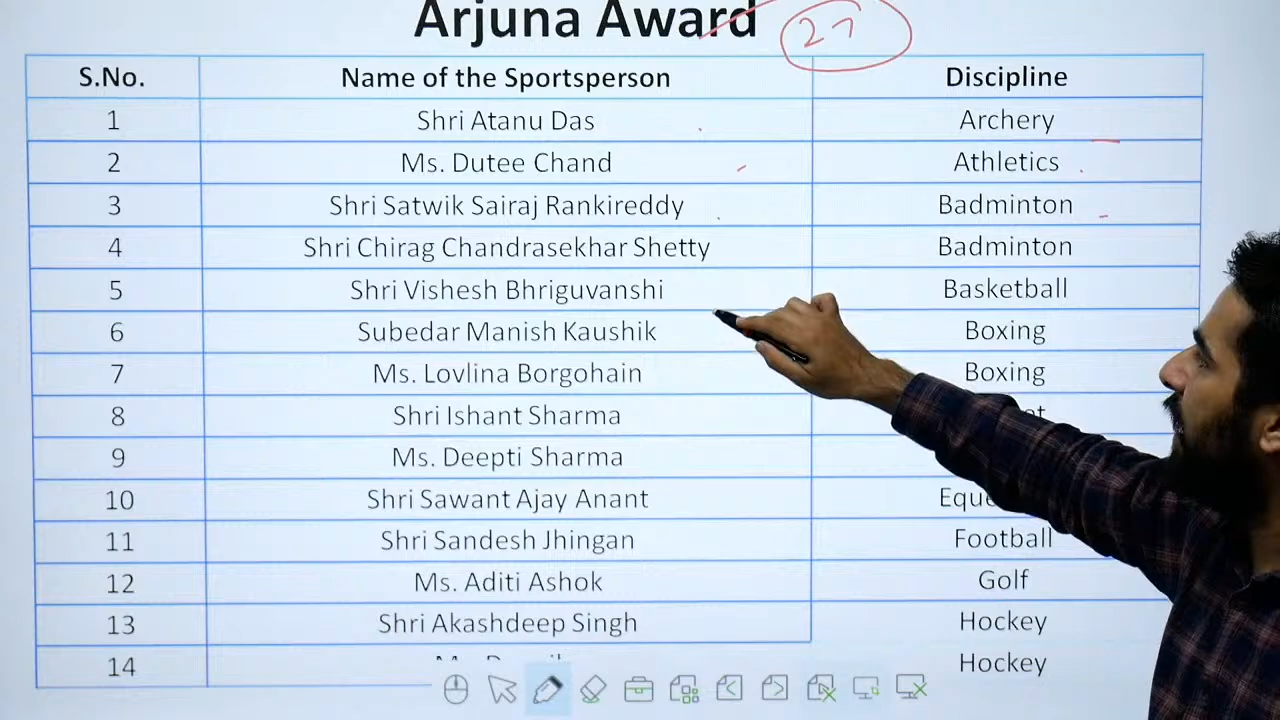 Arjuna Award 27
S.No. Name of the Sportsperson Discipline
1 Shri Atanu Das Archery
2 Ms. Dutee Chand Athletics
3 Shri Satwik Sairaj Rankireddy Badminton
4 Shri Chirag Chandrasekhar Shetty Badminton
5 Shri Vishesh Bhriguvanshi Basketball
6 Subedar Manish Kaushik Boxing
7 Ms. Lovlina Borgohain Boxing
8 Shri Ishant Sharma
9 Ms. Deepti Sharma
10 Shri Sawant Ajay Anant
11 Shri Sandesh Jhingan Football
12 Ms. Aditi Ashok Golf
13 Shri Akashdeep Singh Hockey
14 Hockey